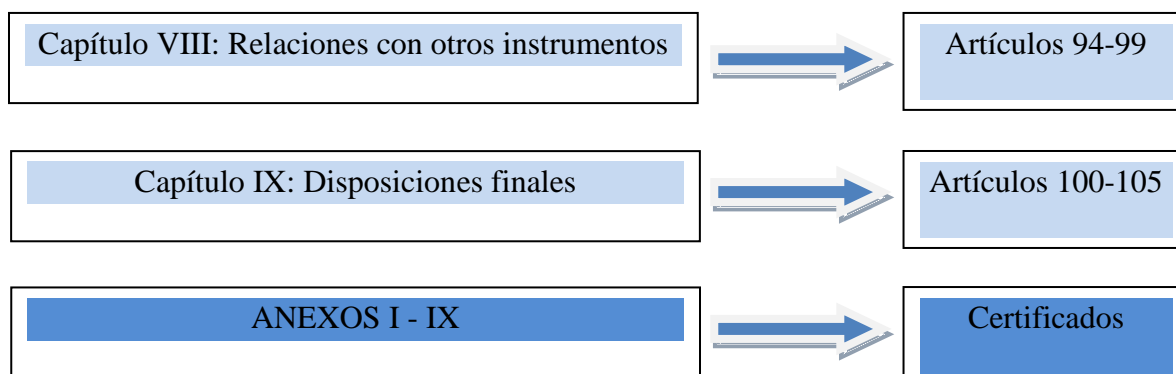 Capítulo VIII: Relaciones con otros instrumentos
Artículos 94-99
Capítulo IX: Disposiciones finales
Artículos 100-105
ANEXOS I - IX
Certificados